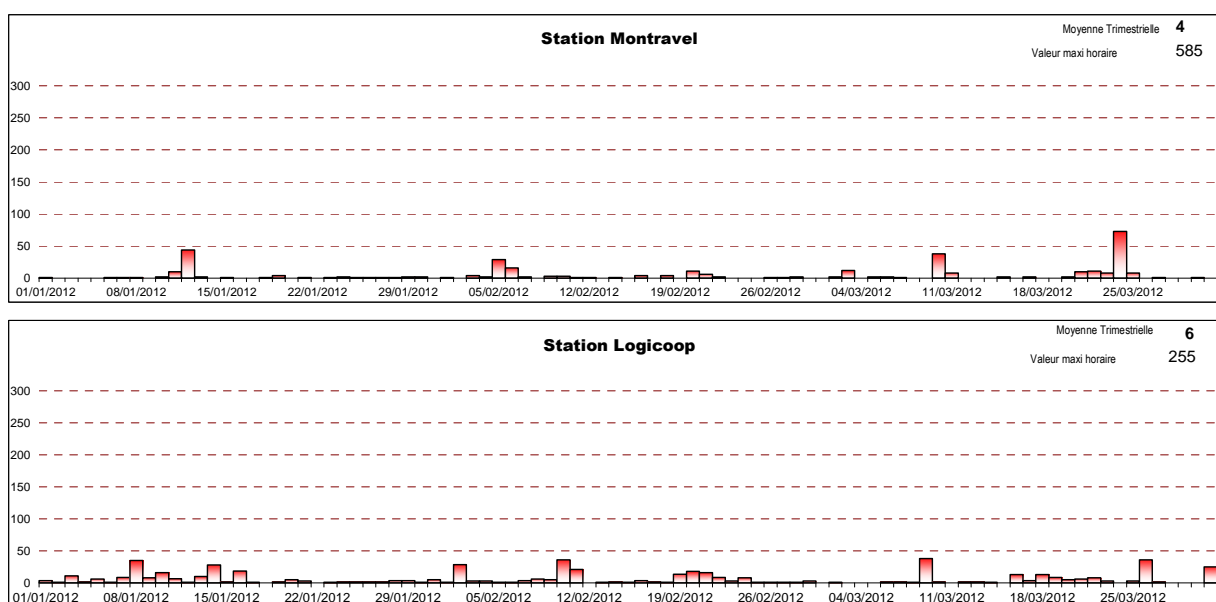 Station Montravel
Moyenne Trimestrielle 4
Valeur maxi horaire 585
300
250
200
150
100
50
0
01/01/2012 08/01/2012 15/01/2012 22/01/2012 29/01/2012 05/02/2012 12/02/2012 19/02/2012 26/02/2012 04/03/2012 11/03/2012 18/03/2012 25/03/2012
Station Logicoop
Moyenne Trimestrielle 6
Valeur maxi horaire 255
300
250
200
150
100
50
0
01/01/2012 08/01/2012 15/01/2012 22/01/2012 29/01/2012 05/02/2012 12/02/2012 19/02/2012 26/02/2012 04/03/2012 11/03/2012 18/03/2012 25/03/2012